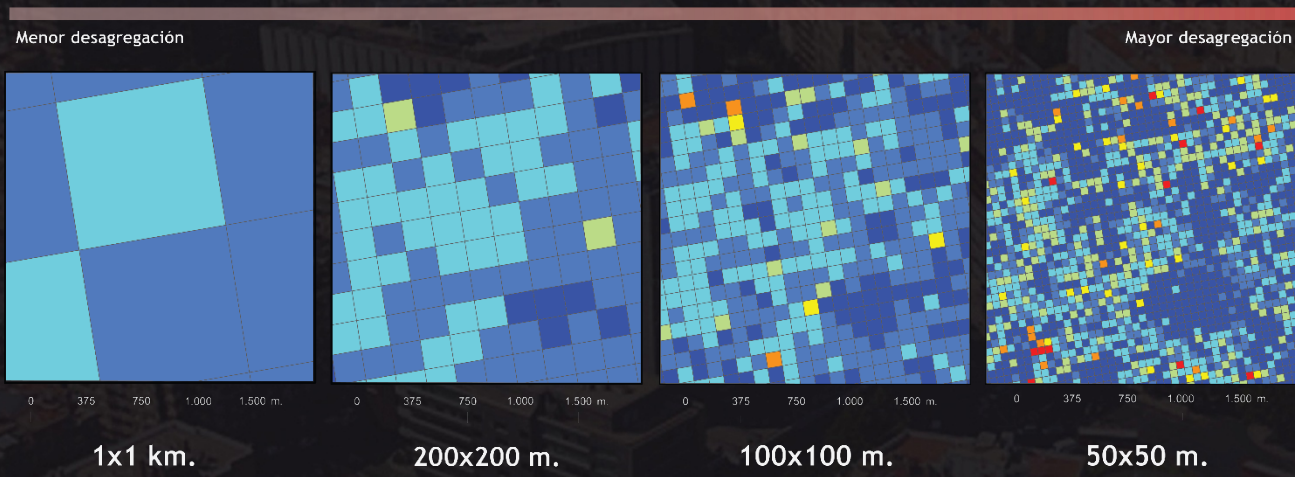 Menor desagregación
Mayor desagregación
0 375 750 1.000 1.500 m.
0 375 750 1.000 1.500 m.
0 375 750 1.000 1.500 m.
0 375 750 1.000 1.500 m.
1x1 km.
200x200 m.
100x100 m.
50x50 m.